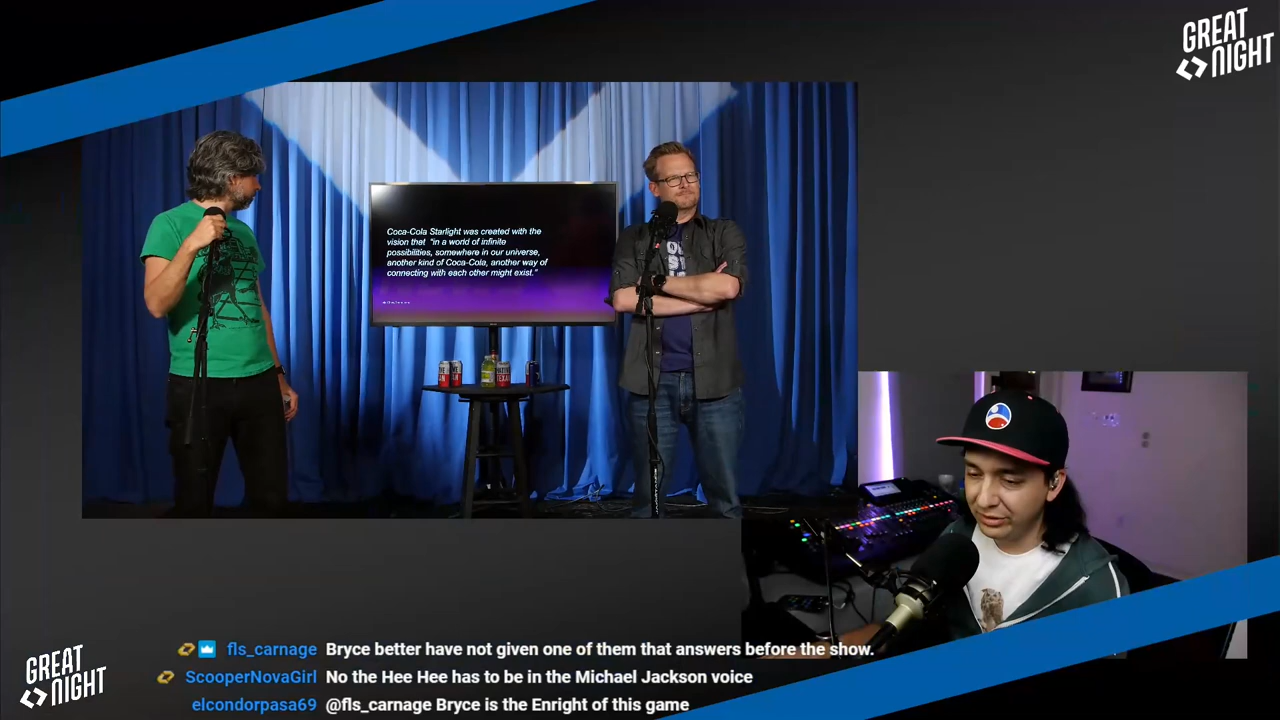 GREAT
NIGHT
Coca-Cola Starlight was created with the
vision that "in a world of infinite
possibilities, somewhere in our universe,
another kind of Coca-Cola, another way of
connecting with each other might exist."
GREAT
NIGHT
fls_carnage Bryce better have not given one of them that answers before the show.
ScooperNovaGirl No the Hee Hee has to be in the Michael Jackson voice
elcondorpasa69 @fls_carnage Bryce is the Enright of this game